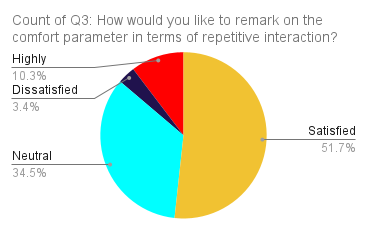 Count of Q3: How would you like to remark on the
comfort parameter in terms of repetitive interaction?
Highly
10.3%
Dissatisfied
3.4%
Satisfied
51.7%
Neutral
34.5%